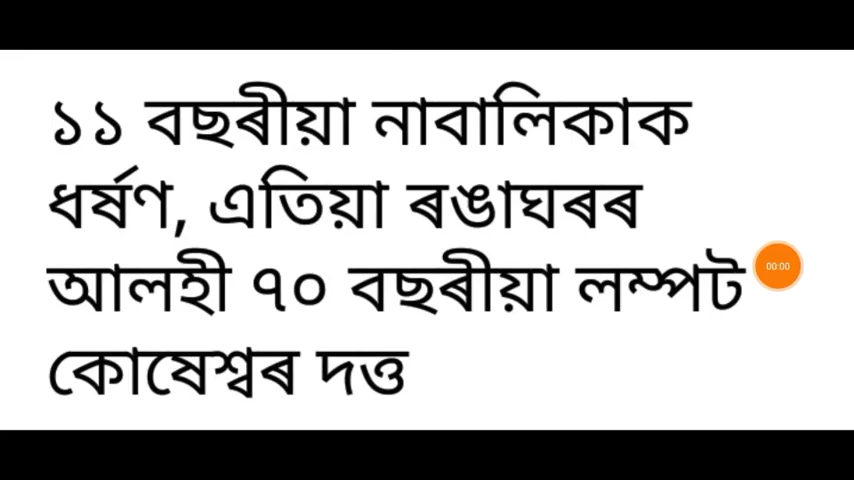 ১১ বছৰীয়া নাবালিকাক
ধৰ্ষণ, এতিয়া ৰঙাঘৰৰ
আলহী ৭০ বছৰীয়া লম্পট
00:00
কোষেশ্বৰ দত্ত